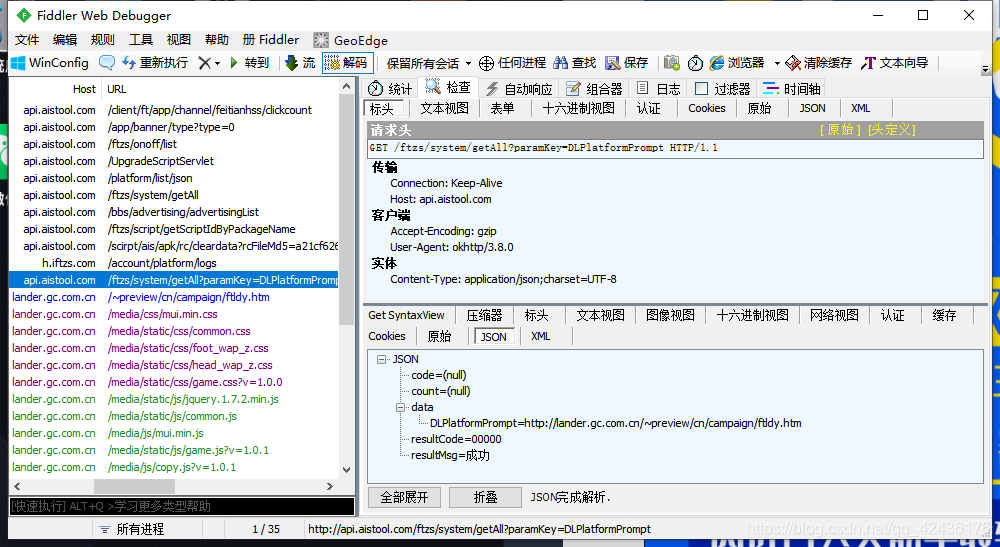 Fiddler Web Debugger
文件 编辑 规则 工具 视图 帮助 册 Fiddler GeoEdge
WinConfig 重新执行 转到 流 解码 保留所有会话 任何进程 查找 保存 浏览器 清除缓存 文本向导
Host URL
api.aistool.com /client/ft/app/channel/feitianhss/clickcount
api.aistool.com /app/banner/type?type=0
api.aistool.com /ftzs/onoff/list
api.aistool.com /UpgradeScriptServlet
api.aistool.com /platform/list/json
api.aistool.com /ftzs/system/getAll
api.aistool.com /bbs/advertising/advertisingList
api.aistool.com /ftzs/script/getScriptIdByPackageName
api.aistool.com /scirpt/ais/apk/rc/cleardata?rcFileMd5=a21cf626
h.iftzs.com /account/platform/logs
api.aistool.com /ftzs/system/getAll?paramKey=DLPlatformPromp
lander.gc.com.cn /~preview/cn/campaign/ftldy.htm
lander.gc.com.cn /media/css/mui.min.css
lander.gc.com.cn /media/static/css/common.css
lander.gc.com.cn /media/static/css/foot_wap_z.css
lander.gc.com.cn /media/static/css/head_wap_z.css
lander.gc.com.cn /media/static/css/game.css?v=1.0.0
lander.gc.com.cn /media/static/js/jquery.1.7.2.min.js
lander.gc.com.cn /media/static/js/common.js
lander.gc.com.cn /media/js/mui.min.js
lander.gc.com.cn /media/static/js/game.js?v=1.0.1
lander.gc.com.cn /media/js/copy.js?v=1.0.1
[快速执行] ALT+Q >学习更多类型帮助
统计 检查 自动响应 组合器 日志 过滤器 时间轴
标头 文本视图 表单 十六进制视图 认证 Cookies 原始 JSON XML
请求头 [ 原始 ] [头定义]
GET /ftzs/system/getAll?paramKey=DLPlatformPrompt HTTP/1.1
传输
Connection: Keep-Alive
Host: api.aistool.com
客户端
Accept-Encoding: gzip
User-Agent: okhttp/3.8.0
实体
Content-Type: application/json;charset=UTF-8
Get SyntaxView 压缩器 标头 文本视图 图像视图 十六进制视图 网络视图 认证 缓存
Cookies 原始 JSON XML
JSON
code=(null)
count=(null)
data
DLPlatformPrompt=http://lander.gc.com.cn/~preview/cn/campaign/ftldy.htm
resultCode=00000
resultMsg=成功
全部展开 折叠 JSON完成解析.
所有进程 1 / 35 http://api.aistool.com/ftzs/system/getAll?paramKey=DLPlatformPrompt